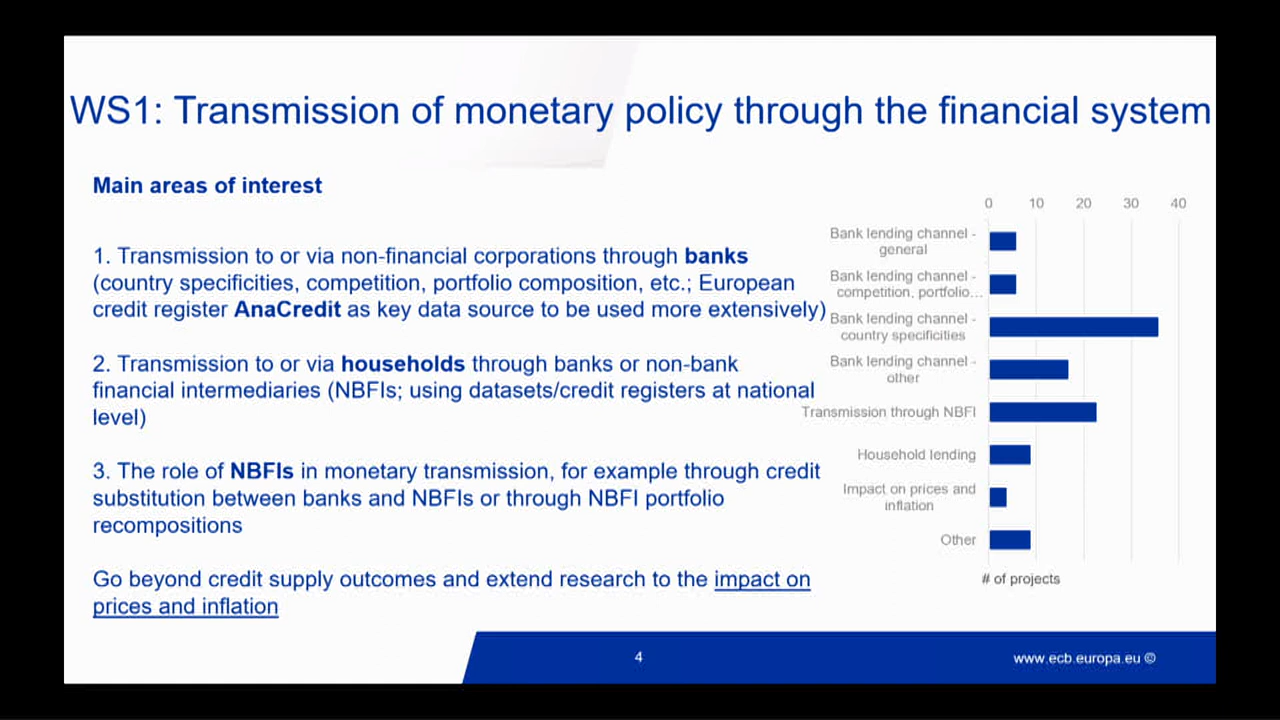 WS1: Transmission of monetary policy through the financial system
Main areas of interest
1. Transmission to or via non-financial corporations through banks
(country specificities, competition, portfolio composition, etc.; European
credit register AnaCredit as key data source to be used more extensively)
2. Transmission to or via households through banks or non-bank
financial intermediaries (NBFIs; using datasets/credit registers at national
level)
3. The role of NBFIs in monetary transmission, for example through credit
substitution between banks and NBFIs or through NBFI portfolio
recompositions
Go beyond credit supply outcomes and extend research to the impact on
prices and inflation
0 10 20 30 40
Bank lending channel -
general
Bank lending channel -
competition, portfolio...
Bank lending channel -
country specificities
Bank lending channel -
other
Transmission through NBFI
Household lending
Impact on prices and
inflation
Other
# of projects
4
www.ecb.europa.eu ©